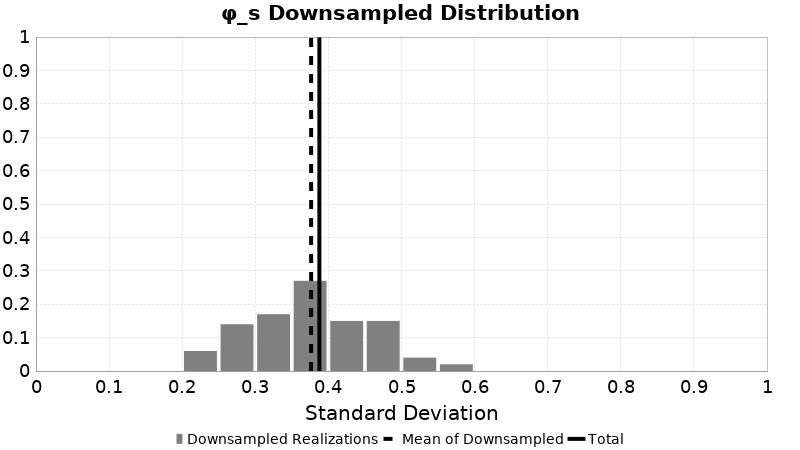 φ_s Downsampled Distribution
1
0.9
0.8
0.7
0.6
0.5
0.4
0.3
0.2
0.1
0
0 0.1 0.2 0.3 0.4 0.5 0.6 0.7 0.8 0.9 1
Standard Deviation
Downsampled Realizations Mean of Downsampled Total